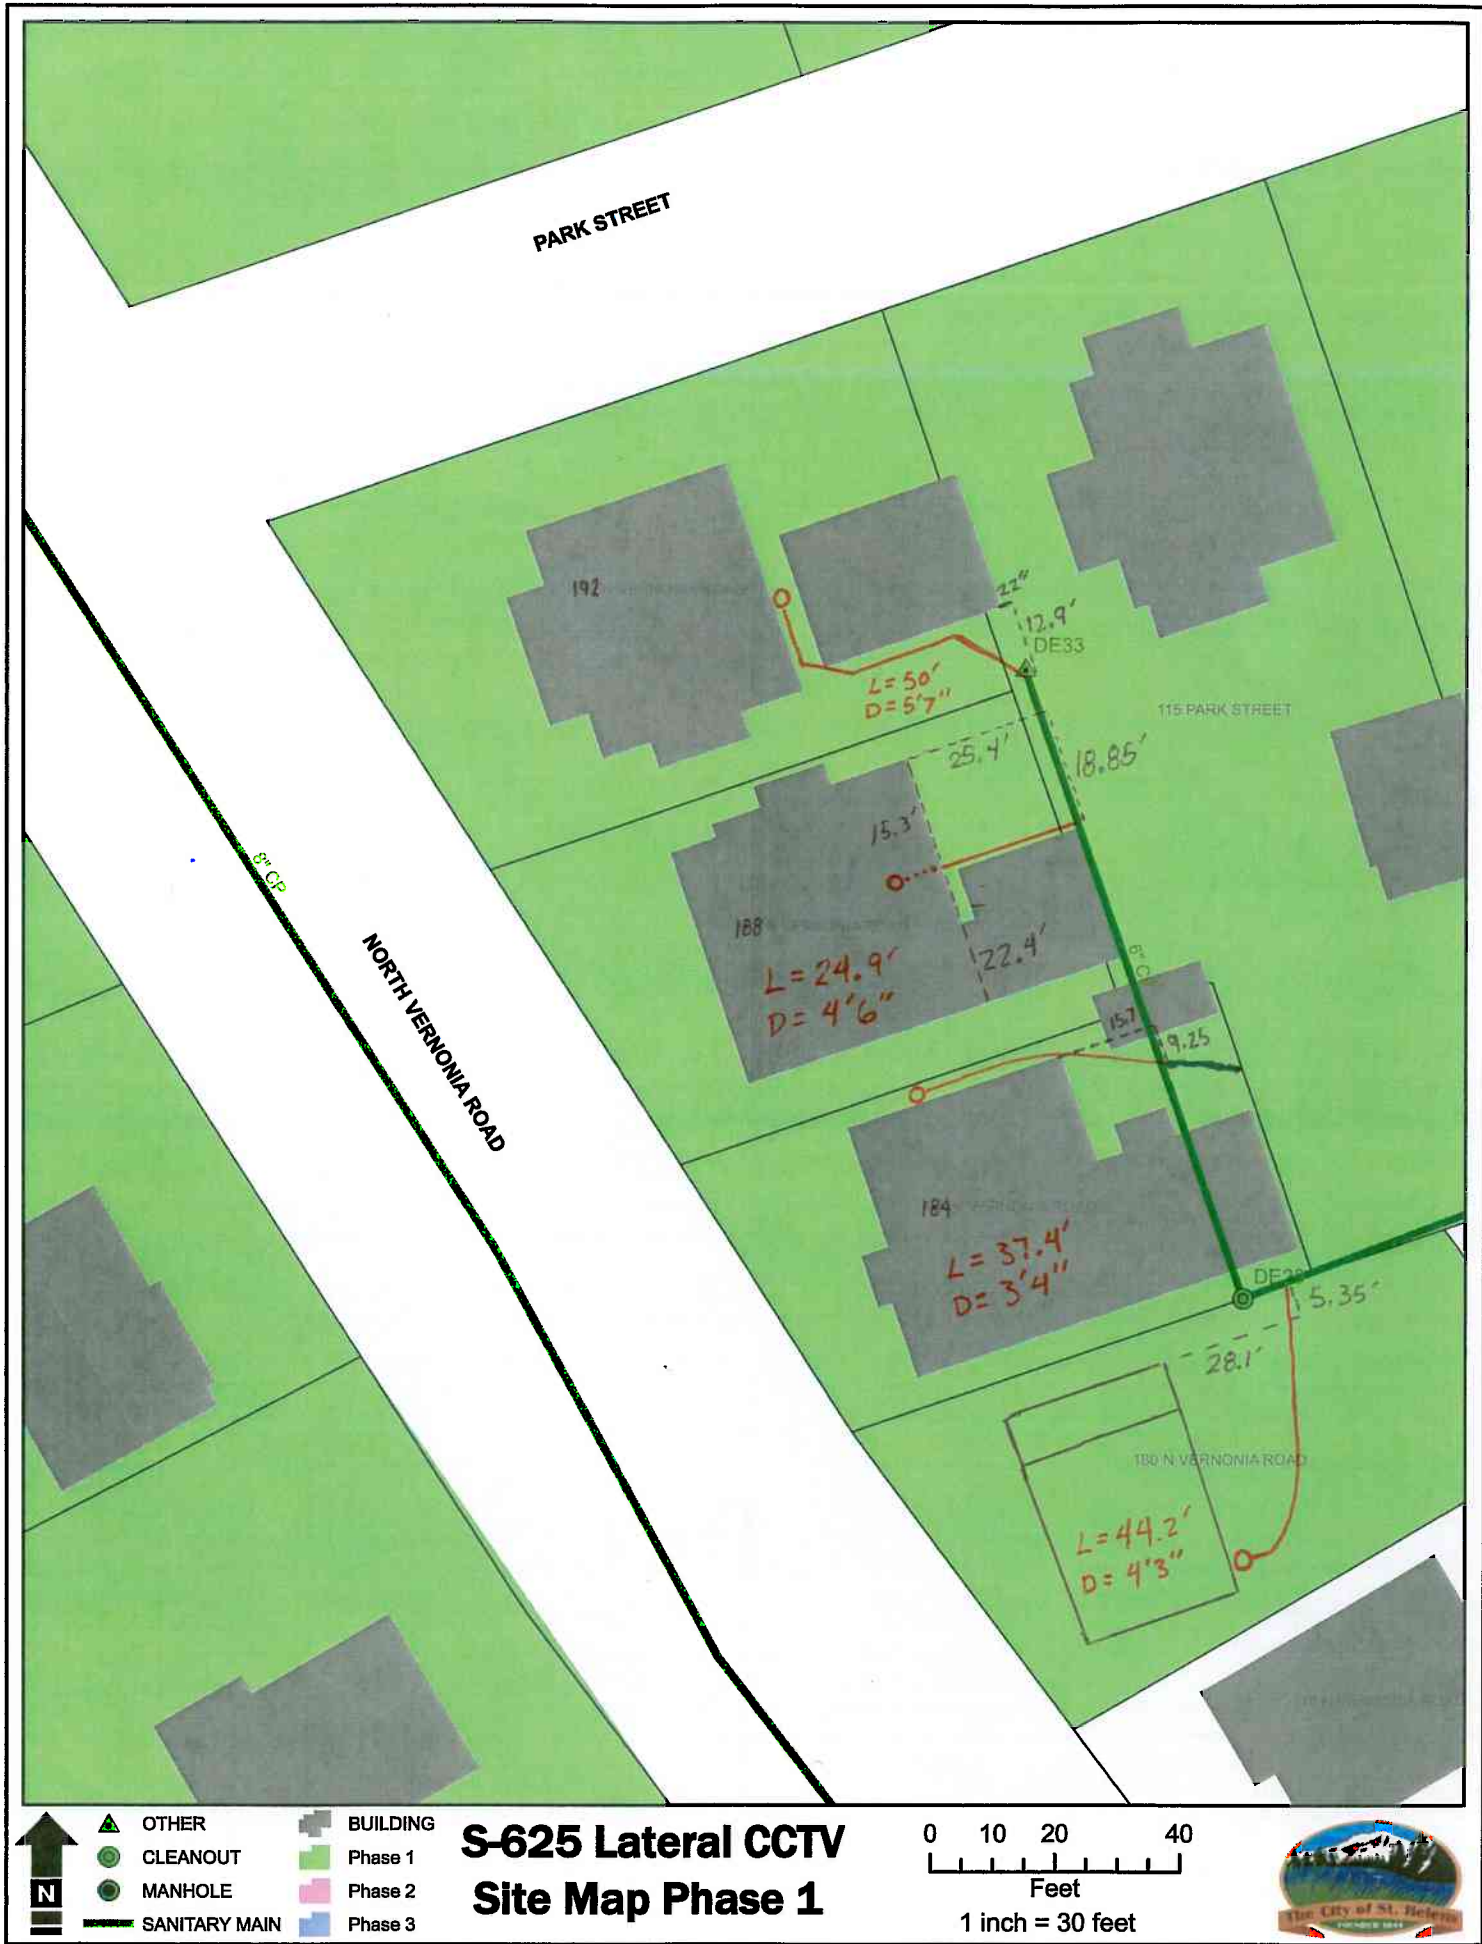 PARK STREET
192
22"
12.9'
DE33
L= 50'
D= 5'7"
115 PARK STREET
25.4'
18.85'
15.3'
8" CP
188
22.4'
L= 24.9'
D= 4'6"
NORTH VERNONIA ROAD
15.7
9.25
184
L= 37.4'
D= 3'4"
5.35'
28.1'
180 N VERNONIA ROAD
L=44.2'
D= 4'3"
OTHER
CLEANOUT
MANHOLE
SANITARY MAIN
N
BUILDING
Phase 1
Phase 2
Phase 3
S-625 Lateral CCTV
Site Map Phase 1
0 10 20 40
Feet
1 inch = 30 feet
The City of St. Helens